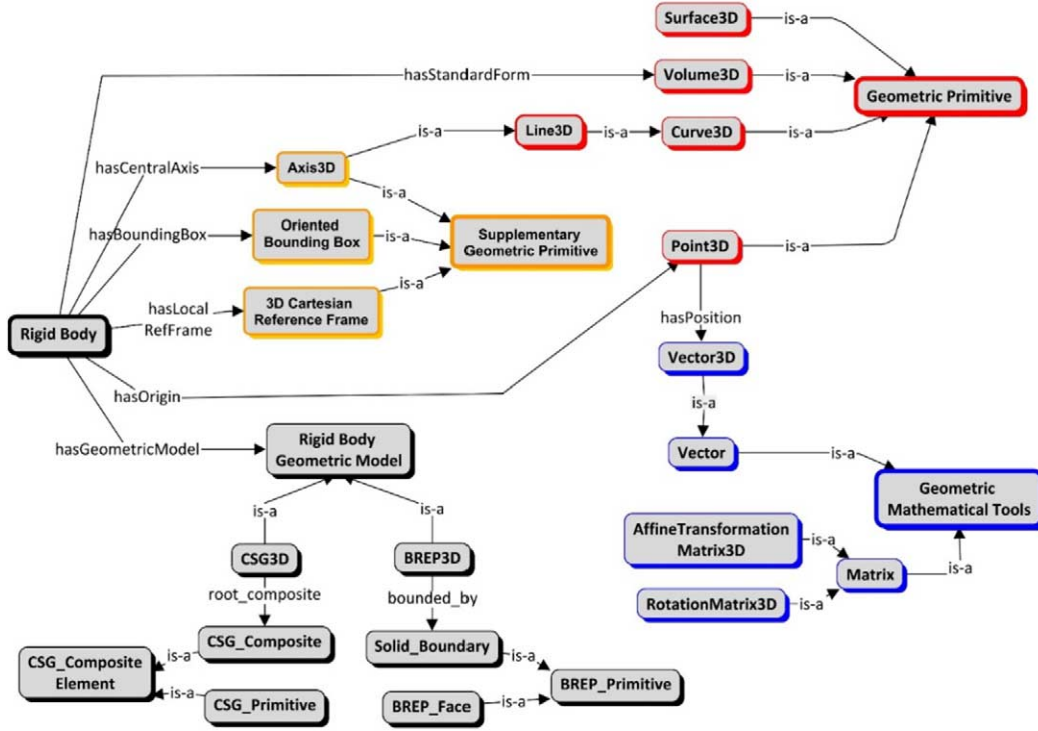 Surface3D
is-a
hasStandardForm
Volume3D
is-a
Geometric Primitive
is-a
Line3D
is-a
Curve3D
is-a
hasCentralAxis
Axis3D
is-a
hasBoundingBox
Oriented
Bounding Box
is-a
Supplementary
Geometric Primitive
Point3D
is-a
is-a
Rigid Body
hasLocal
RefFrame
3D Cartesian
Reference Frame
hasPosition
Vector3D
hasOrigin
is-a
hasGeometricModel
Rigid Body
Geometric Model
Vector
is-a
Geometric
Mathematical Tools
is-a
is-a
AffineTransformation
Matrix3D
is-a
CSG3D
BREP3D
Matrix
is-a
root_composite
bounded_by
RotationMatrix3D
is-a
CSG_Composite
Solid_Boundary
is-a
is-a
CSG_Composite
Element
is-a
CSG_Primitive
BREP_Face
is-a
BREP_Primitive